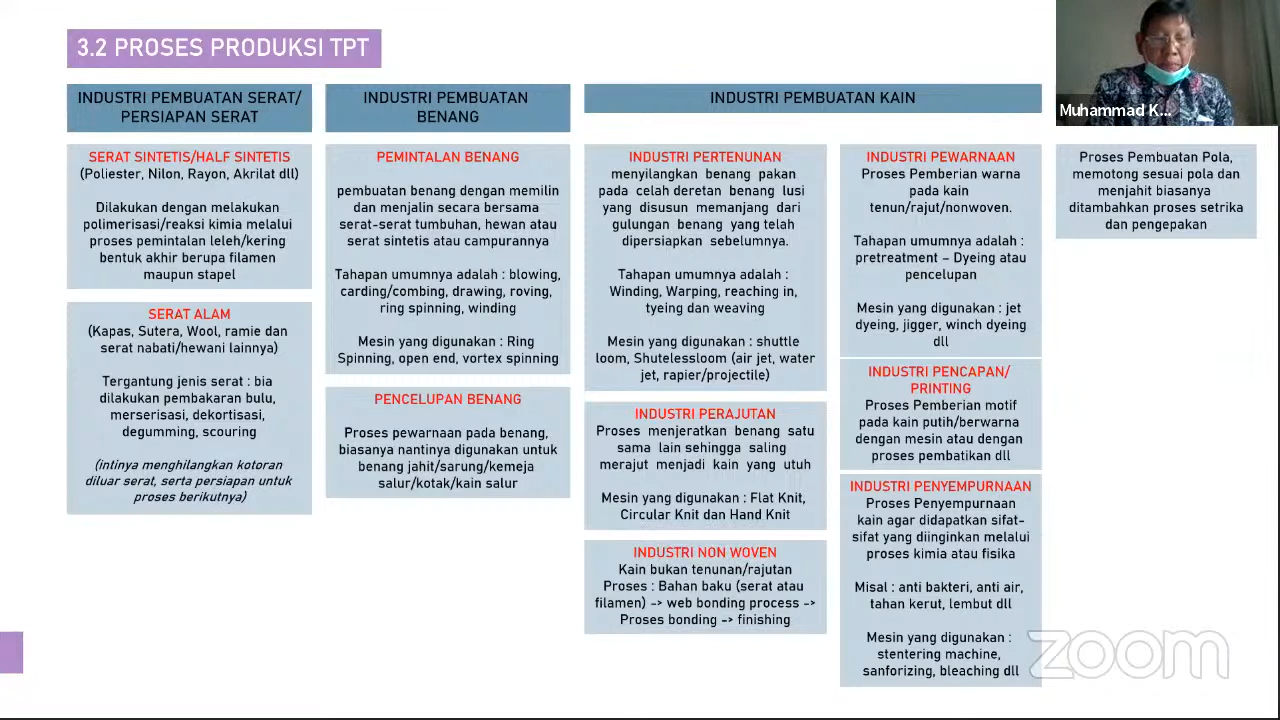 3.2 PROSES PRODUKSI TPT
INDUSTRI PEMBUATAN SERAT/
PERSIAPAN SERAT
SERAT SINTETIS/HALF SINTETIS
(Poliester, Nilon, Rayon, Akrilat dll)
Dilakukan dengan melakukan
polimerisasi/reaksi kimia melalui
proses pemintalan leleh/kering
bentuk akhir berupa filamen
maupun stapel
SERAT ALAM
(Kapas, Sutera, Wool, ramie dan
serat nabati/hewani lainnya)
Tergantung jenis serat : bia
dilakukan pembakaran bulu,
merserisasi, dekortisasi,
degumming, scouring
(intinya menghilangkan kotoran
diluar serat, serta persiapan untuk
proses berikutnya)
INDUSTRI PEMBUATAN
BENANG
PEMINTALAN BENANG
pembuatan benang dengan memilin
dan menjalin secara bersama
serat-serat tumbuhan, hewan atau
serat sintetis atau campurannya
Tahapan umumnya adalah : blowing,
carding/combing, drawing, roving,
ring spinning, winding
Mesin yang digunakan : Ring
Spinning, open end, vortex spinning
PENCELUPAN BENANG
Proses pewarnaan pada benang,
biasanya nantinya digunakan untuk
benang jahit/sarung/kemeja
salur/kotak/kain salur
INDUSTRI PEMBUATAN KAIN
INDUSTRI PERTENUNAN
menyilangkan benang pakan
pada celah deretan benang lusi
yang disusun memanjang dari
gulungan benang yang telah
dipersiapkan sebelumnya.
Tahapan umumnya adalah :
Winding, Warping, reaching in,
tyeing dan weaving
Mesin yang digunakan : shuttle
loom, Shutelessloom (air jet, water
jet, rapier/projectile)
INDUSTRI PERAJUTAN
Proses menjeratkan benang satu
sama lain sehingga saling
merajut menjadi kain yang utuh
Mesin yang digunakan : Flat Knit,
Circular Knit dan Hand Knit
INDUSTRI NON WOVEN
Kain bukan tenunan/rajutan
Proses : Bahan baku (serat atau
filamen) -> web bonding process ->
Proses bonding -> finishing
INDUSTRI PEWARNAAN
Proses Pemberian warna
pada kain
tenun/rajut/nonwoven.
Tahapan umumnya adalah :
pretreatment – Dyeing atau
pencelupan
Mesin yang digunakan : jet
dyeing, jigger, winch dyeing
dll
INDUSTRI PENCAPAN/
PRINTING
Proses Pemberian motif
pada kain putih/berwarna
dengan mesin atau dengan
proses pembatikan dll
INDUSTRI PENYEMPURNAAN
Proses Penyempurnaan
kain agar didapatkan sifat-
sifat yang diinginkan melalui
proses kimia atau fisika
Misal : anti bakteri, anti air,
tahan kerut, lembut dll
Mesin yang digunakan :
stentering machine,
sanforizing, bleaching dll
Muhammad K...
Proses Pembuatan Pola,
memotong sesuai pola dan
menjahit biasanya
ditambahkan proses setrika
dan pengepakan
zoom